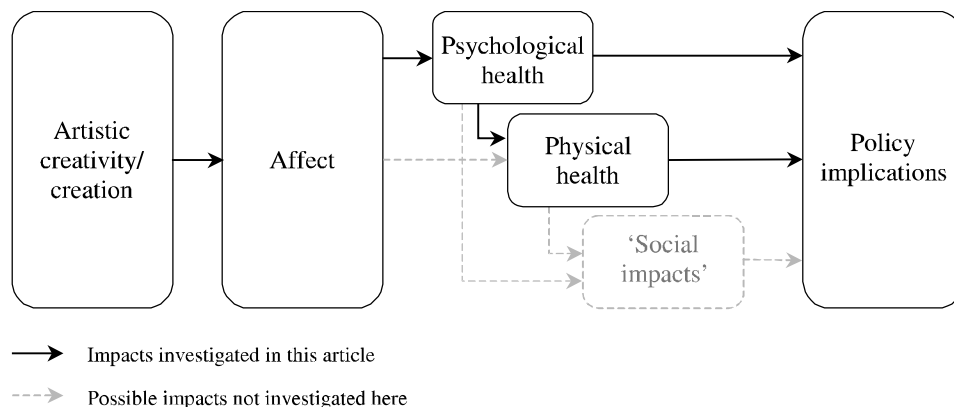 Artistic
creativity/
creation
Affect
Psychological
health
Physical
health
‘Social
impacts’
Policy
implications
Impacts investigated in this article
Possible impacts not investigated here